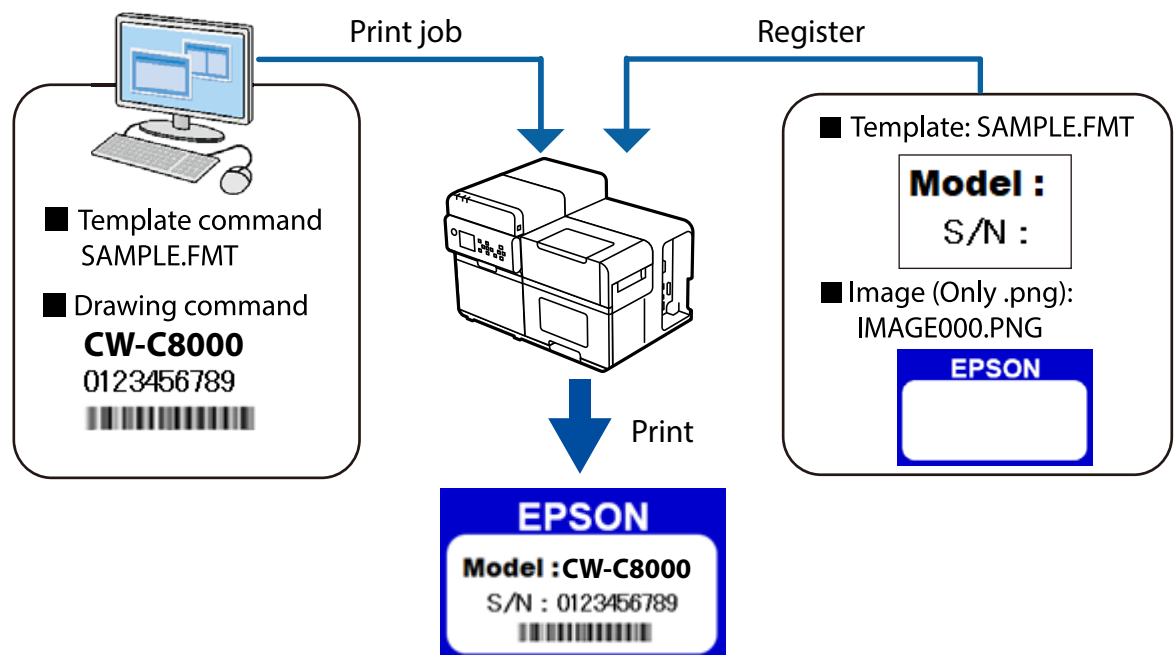 Print job
Register
■ Template command
SAMPLE.FMT
■ Drawing command
CW-C8000
0123456789
■ Template: SAMPLE.FMT
Model :
S/N :
■ Image (Only .png):
IMAGE000.PNG
EPSON
Print
EPSON
Model : CW-C8000
S/N : 0123456789